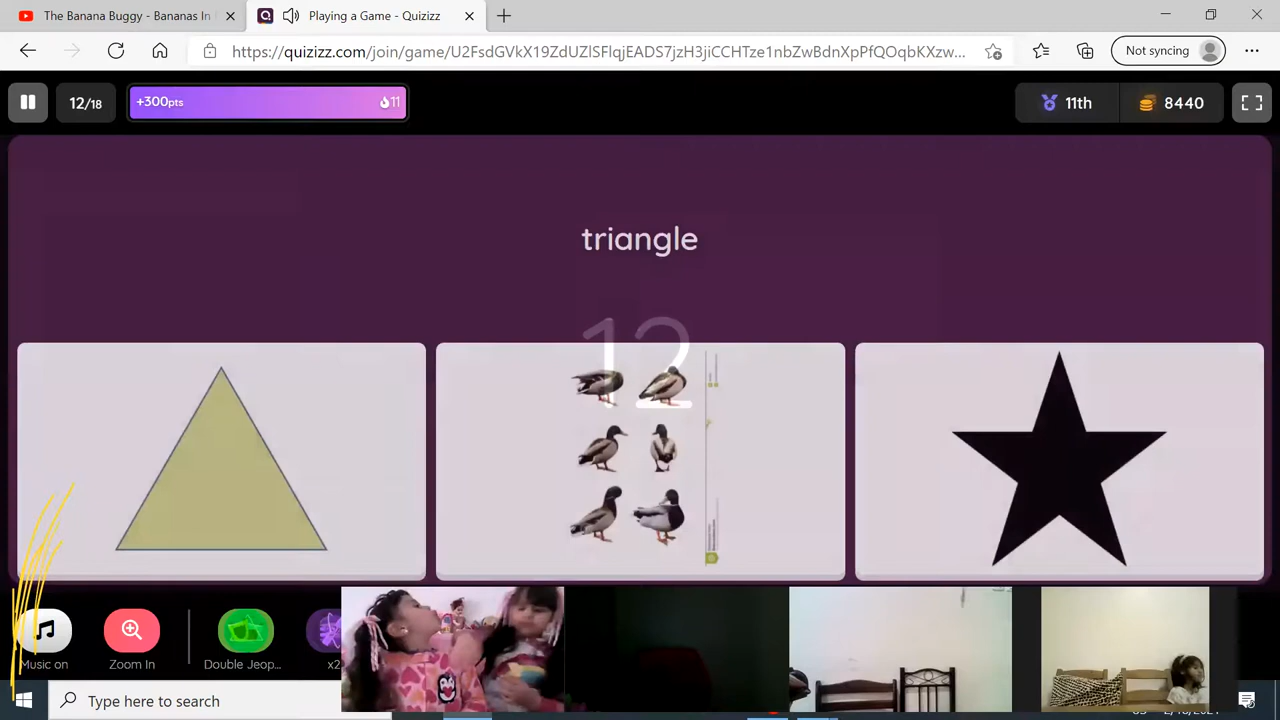 The Banana Buggy - Bananas In
Playing a Game - Quizizz
https://quizizz.com/join/game/U2FsdGVkX19ZdUZlSFlqjEADS7jzH3jiCCHTze1nbZwBdnXpPfQOqbKXzw...
Not syncing
12/18
+300pts
11
11th
8440
triangle
12
Music on
Zoom In
Double Jeop...
x2
Type here to search